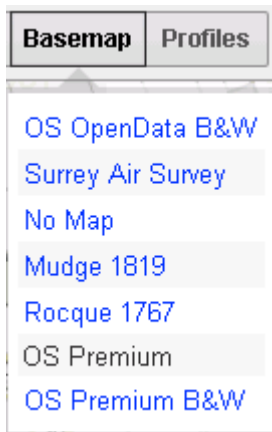 Basemap Profiles
OS OpenData B&W
Surrey Air Survey
No Map
Mudge 1819
Rocque 1767
OS Premium
OS Premium B&W